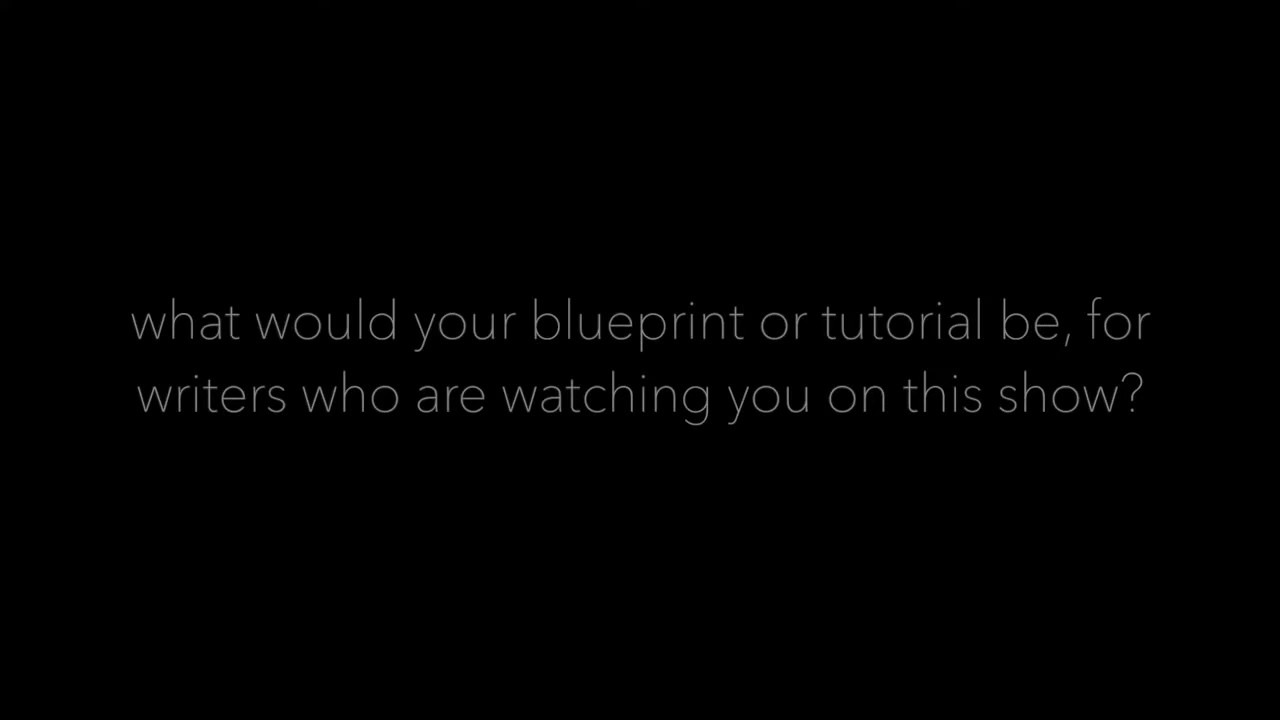 what would your blueprint or tutorial be, for
writers who are watching you on this show?